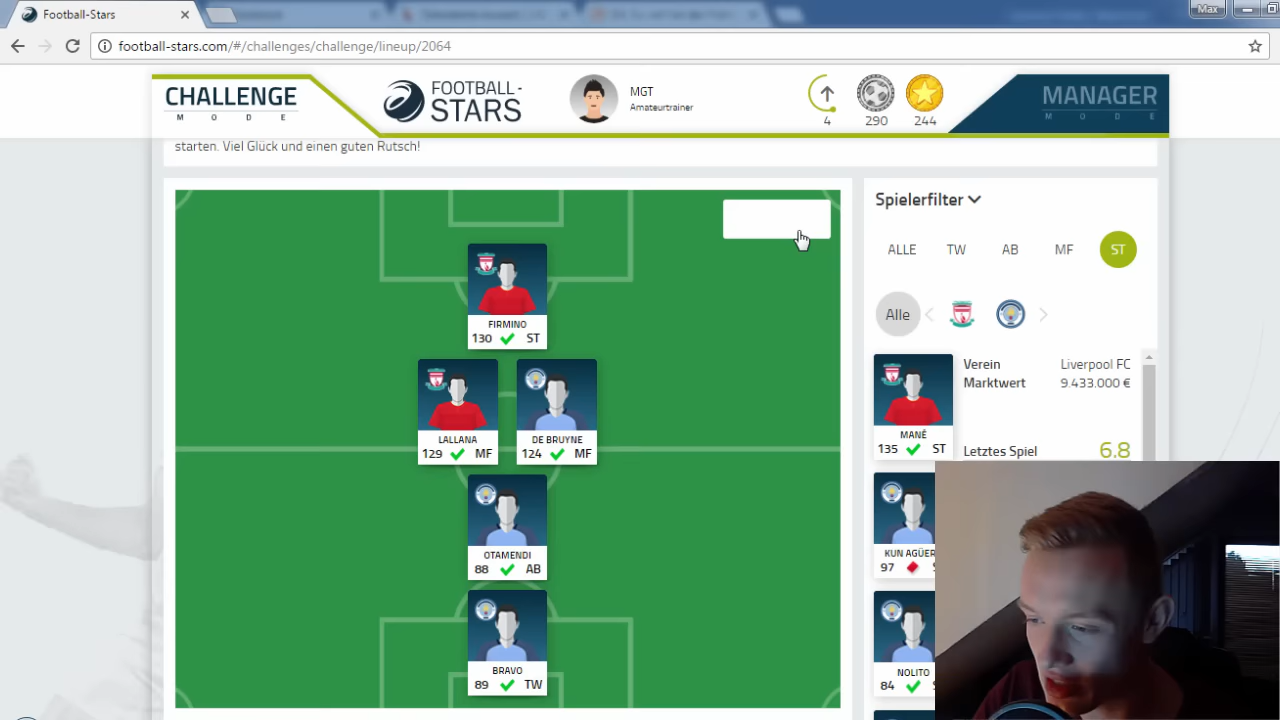 Football-Stars
Max
football-stars.com/#/challenges/challenge/lineup/2064
CHALLENGE
MODE
FOOTBALL-
STARS
MGT
Amateurtrainer
4
290
244
MANAGER
MODE
starten. Viel Glück und einen guten Rutsch!
FIRMINO
130 ST
LALLANA
129 MF
DE BRUYNE
124 MF
OTAMENDI
88 AB
BRAVO
89 TW
Spielerfilter
ALLE TW AB MF ST
Alle
MANÉ
135 ST
Verein Liverpool FC
Marktwert 9.433.000 €
Letztes Spiel 6.8
KUN AGÜER
97
NOLITO
84